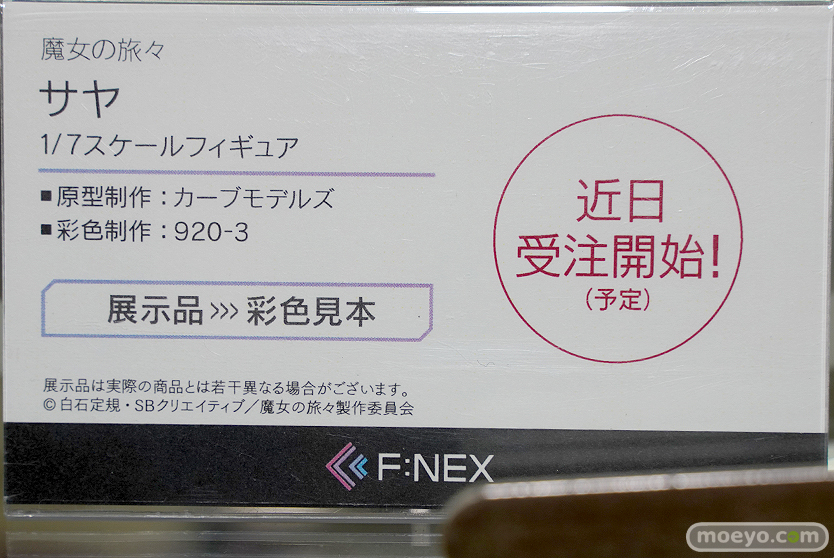 魔女の旅々
サヤ
1/7スケールフィギュア
■原型制作：カーブモデルズ
■彩色制作：920-3
展示品>>>彩色見本
近日
受注開始!
(予定)
展示品は実際の商品とは若干異なる場合がございます。
©白石定規・SBクリエイティブ／魔女の旅々製作委員会
F:NEX
moeyo.com